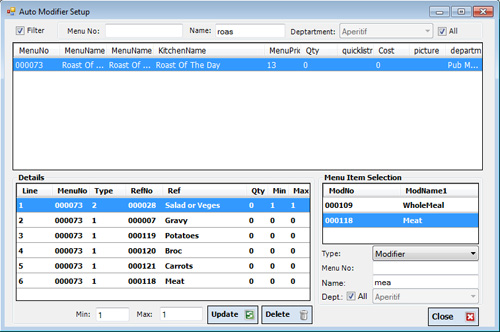 Auto Modifier Setup
Filter Menu No: Name: roas Deptartment: Aperitif All
MenuNo MenuName MenuName KitchenName MenuPri Qty quicklistr Cost picture departm
000073 Roast Of ... Roast Of ... Roast Of The Day 13 0 0 Pub M...
Details
Line MenuNo Type RefNo Ref Qty Min Max
1 000073 2 000028 Salad or Veges 0 1 1
2 000073 1 000007 Gravy 0 0 0
3 000073 1 000119 Potatoes 0 0 0
4 000073 1 000120 Broc 0 0 0
5 000073 1 000121 Carrots 0 0 0
6 000073 1 000118 Meat 0 0 0
Min: 1 Max: 1 Update Delete
Menu Item Selection
ModNo ModName1
000109 WholeMeal
000118 Meat
Type: Modifier
Menu No:
Name: mea
Dept.: All Aperitif
Close